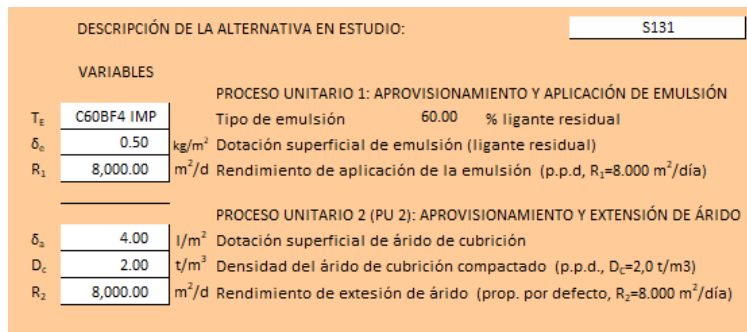 DESCRIPCIÓN DE LA ALTERNATIVA EN ESTUDIO: S131
VARIABLES
PROCESO UNITARIO 1: APROVISIONAMIENTO Y APLICACIÓN DE EMULSIÓN
T_E C60BF4 IMP Tipo de emulsión 60.00 % ligante residual
δ_e 0.50 kg/m² Dotación superficial de emulsión (ligante residual)
R₁ 8,000.00 m²/d Rendimiento de aplicación de la emulsión (p.p.d, R₁=8.000 m²/día)
PROCESO UNITARIO 2 (PU 2): APROVISIONAMIENTO Y EXTENSIÓN DE ÁRIDO
δₐ 4.00 l/m² Dotación superficial de árido de cubrición
D_c 2.00 t/m³ Densidad del árido de cubrición compactado (p.p.d., D_C=2,0 t/m3)
R₂ 8,000.00 m²/d Rendimiento de extesión de árido (prop. por defecto, R₂=8.000 m²/día)